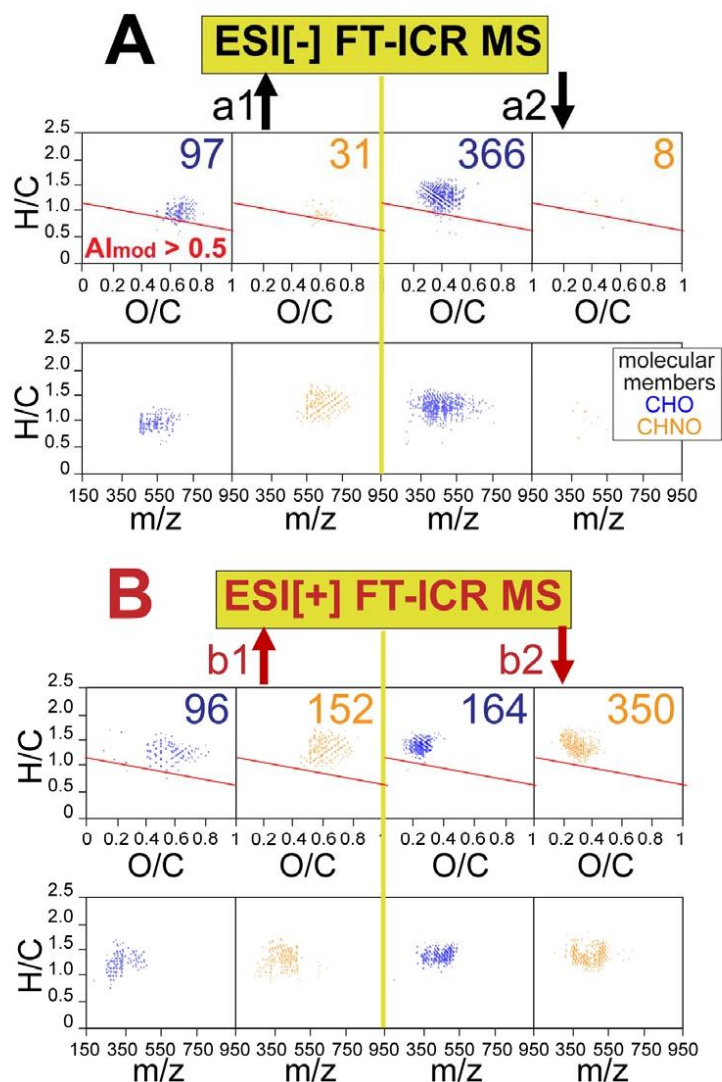 A
ESI[-] FT-ICR MS
a1
a2
2.5
2.0
1.5
1.0
0.5
0
H/C
97
31
366
8
AImod > 0.5
0 0.2 0.4 0.6 0.8 1
0.2 0.4 0.6 0.8
0.2 0.4 0.6 0.8 1
0.2 0.4 0.6 0.8 1
O/C O/C O/C O/C
2.5
2.0
1.5
1.0
0.5
0
H/C
molecular
members
CHO
CHNO
150 350 550 750 950 350 550 750 950 350 550 750 950 350 550 750 950
m/z m/z m/z m/z
B
ESI[+] FT-ICR MS
b1
b2
2.5
2.0
1.5
1.0
0.5
0
H/C
96
152
164
350
0 0.2 0.4 0.6 0.8 1
0.2 0.4 0.6 0.8 1
0.2 0.4 0.6 0.8 1
0.2 0.4 0.6 0.8 1
O/C O/C O/C O/C
2.5
2.0
1.5
1.0
0.5
0
H/C
150 350 550 750 950 350 550 750 950 350 550 750 950 350 550 750 950
m/z m/z m/z m/z